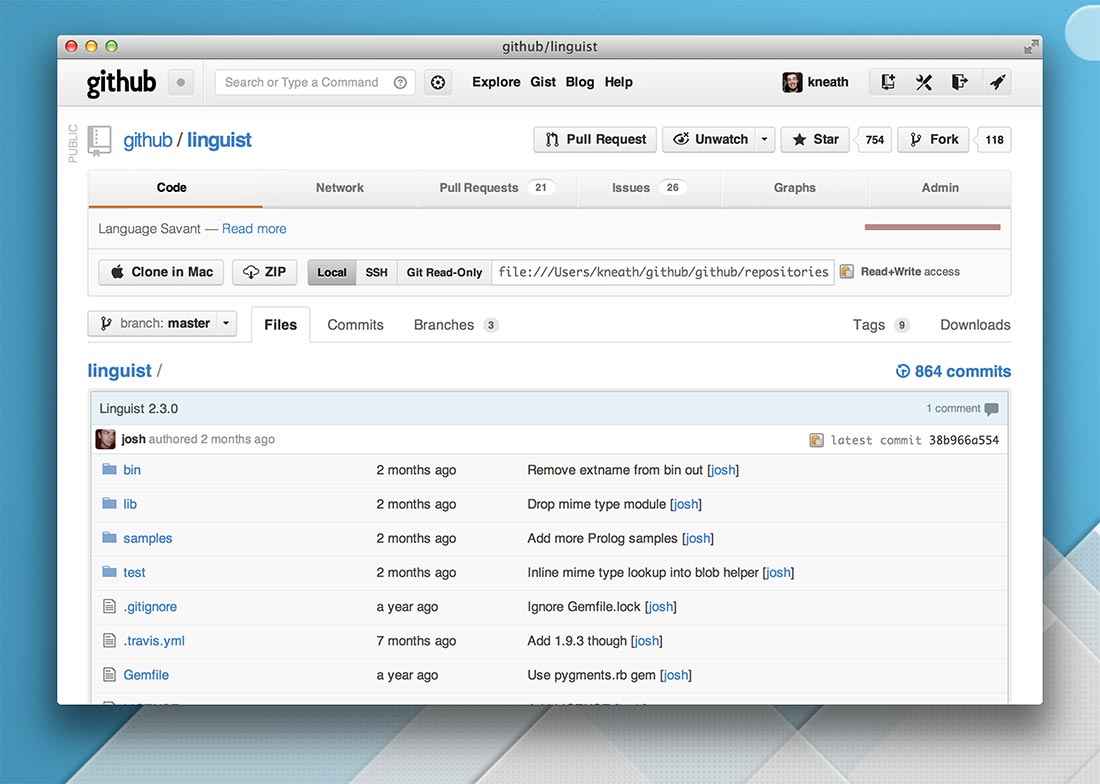 github/linguist
github Search or Type a Command Explore Gist Blog Help kneath
PUBLIC
github / linguist Pull Request Unwatch Star 754 Fork 118
Code Network Pull Requests 21 Issues 26 Graphs Admin
Language Savant — Read more
Clone in Mac ZIP Local SSH Git Read-Only file:///Users/kneath/github/github/repositories Read+Write access
branch: master Files Commits Branches 3 Tags 9 Downloads
linguist / 864 commits
Linguist 2.3.0 1 comment
josh authored 2 months ago latest commit 38b966a554
bin 2 months ago Remove extname from bin out [josh]
lib 2 months ago Drop mime type module [josh]
samples 2 months ago Add more Prolog samples [josh]
test 2 months ago Inline mime type lookup into blob helper [josh]
.gitignore a year ago Ignore Gemfile.lock [josh]
.travis.yml 7 months ago Add 1.9.3 though [josh]
Gemfile a year ago Use pygments.rb gem [josh]